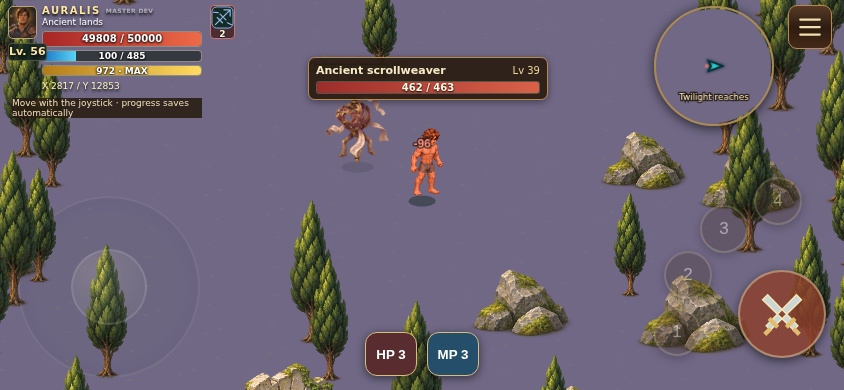 AURALIS MASTER DEV
Ancient lands
49808 / 50000
Lv. 56
100 / 485
972 · MAX
X 2817 / Y 12853
Move with the joystick · progress saves
automatically
2
Ancient scrollweaver Lv 39
462 / 463
-96
Twilight reaches
4
3
2
1
HP 3
MP 3